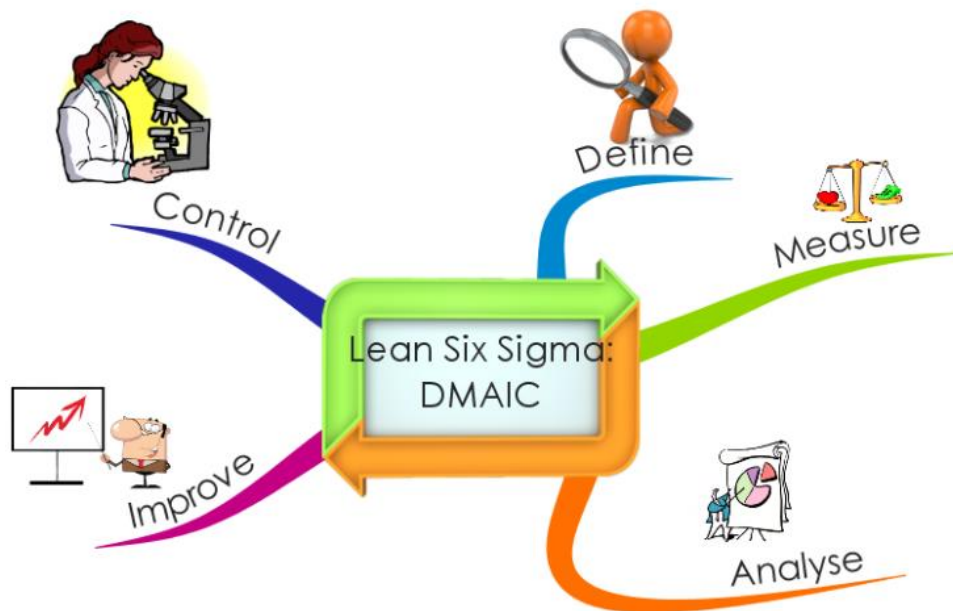 Lean Six Sigma:
DMAIC
Define
Measure
Analyse
Improve
Control